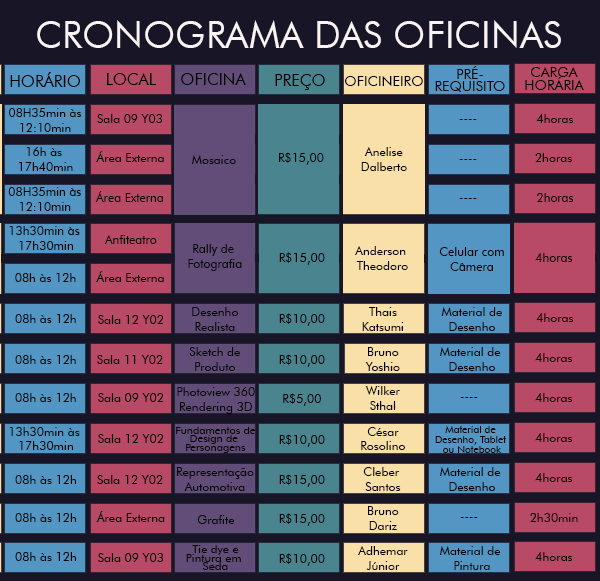 CRONOGRAMA DAS OFICINAS
HORÁRIO LOCAL OFICINA PREÇO OFICINEIRO PRÉ-REQUISITO CARGA HORARIA
08H35min às 12:10min Sala 09 Y03 Mosaico R$15,00 Anelise Dalberto ---- 4horas
16h às 17h40min Área Externa ---- 2horas
08H35min às 12:10min Área Externa ---- 2horas
13h30min às 17h30min Anfiteatro Rally de Fotografia R$15,00 Anderson Theodoro Celular com Câmera 4horas
08h às 12h Área Externa
08h às 12h Sala 12 Y02 Desenho Realista R$10,00 Thais Katsumi Material de Desenho 4horas
08h às 12h Sala 11 Y02 Sketch de Produto R$10,00 Bruno Yoshio Material de Desenho 4horas
08h às 12h Sala 09 Y02 Photoview 360 Rendering 3D R$5,00 Wilker Sthal ---- 4horas
13h30min às 17h30min Sala 12 Y02 Fundamentos de Design de Personagens R$10,00 César Rosolino Material de Desenho, Tablet ou Notebook 4horas
08h às 12h Sala 12 Y02 Representação Automotiva R$15,00 Cleber Santos Material de Desenho 4horas
08h às 12h Área Externa Grafite R$15,00 Bruno Dariz ---- 2h30min
08h às 12h Sala 09 Y03 Tie dye e Pintura em Seda R$10,00 Adhemar Júnior Material de Pintura 4horas